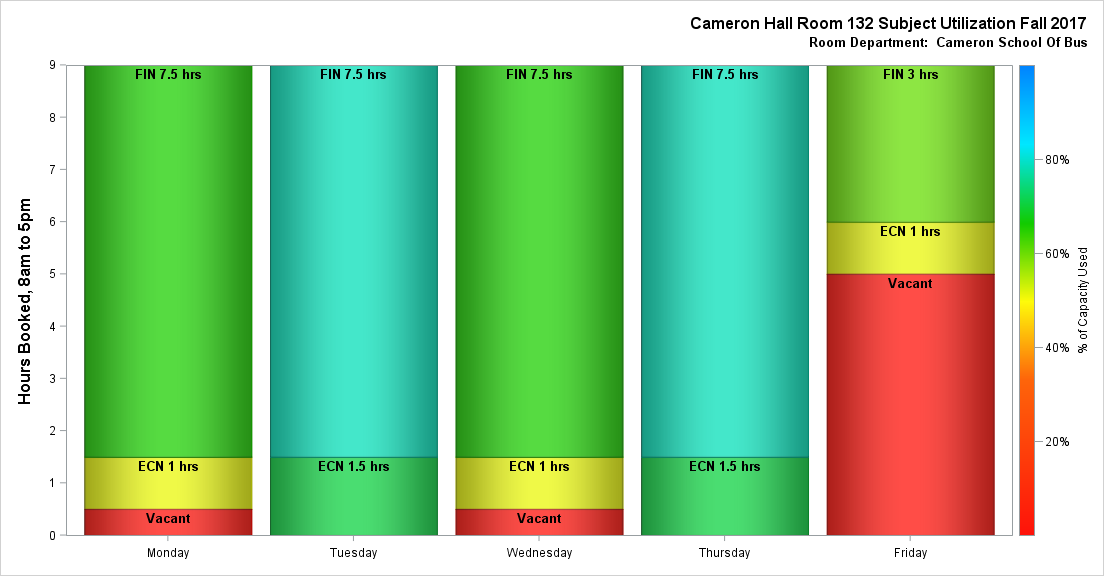 Cameron Hall Room 132 Subject Utilization Fall 2017
Room Department:  Cameron School Of Bus
Hours Booked, 8am to 5pm
9
8
7
6
5
4
3
2
1
0
FIN 7.5 hrs
ECN 1 hrs
Vacant
FIN 7.5 hrs
ECN 1.5 hrs
FIN 7.5 hrs
ECN 1 hrs
Vacant
FIN 7.5 hrs
ECN 1.5 hrs
FIN 3 hrs
ECN 1 hrs
Vacant
Monday
Tuesday
Wednesday
Thursday
Friday
80%
60%
40%
20%
% of Capacity Used